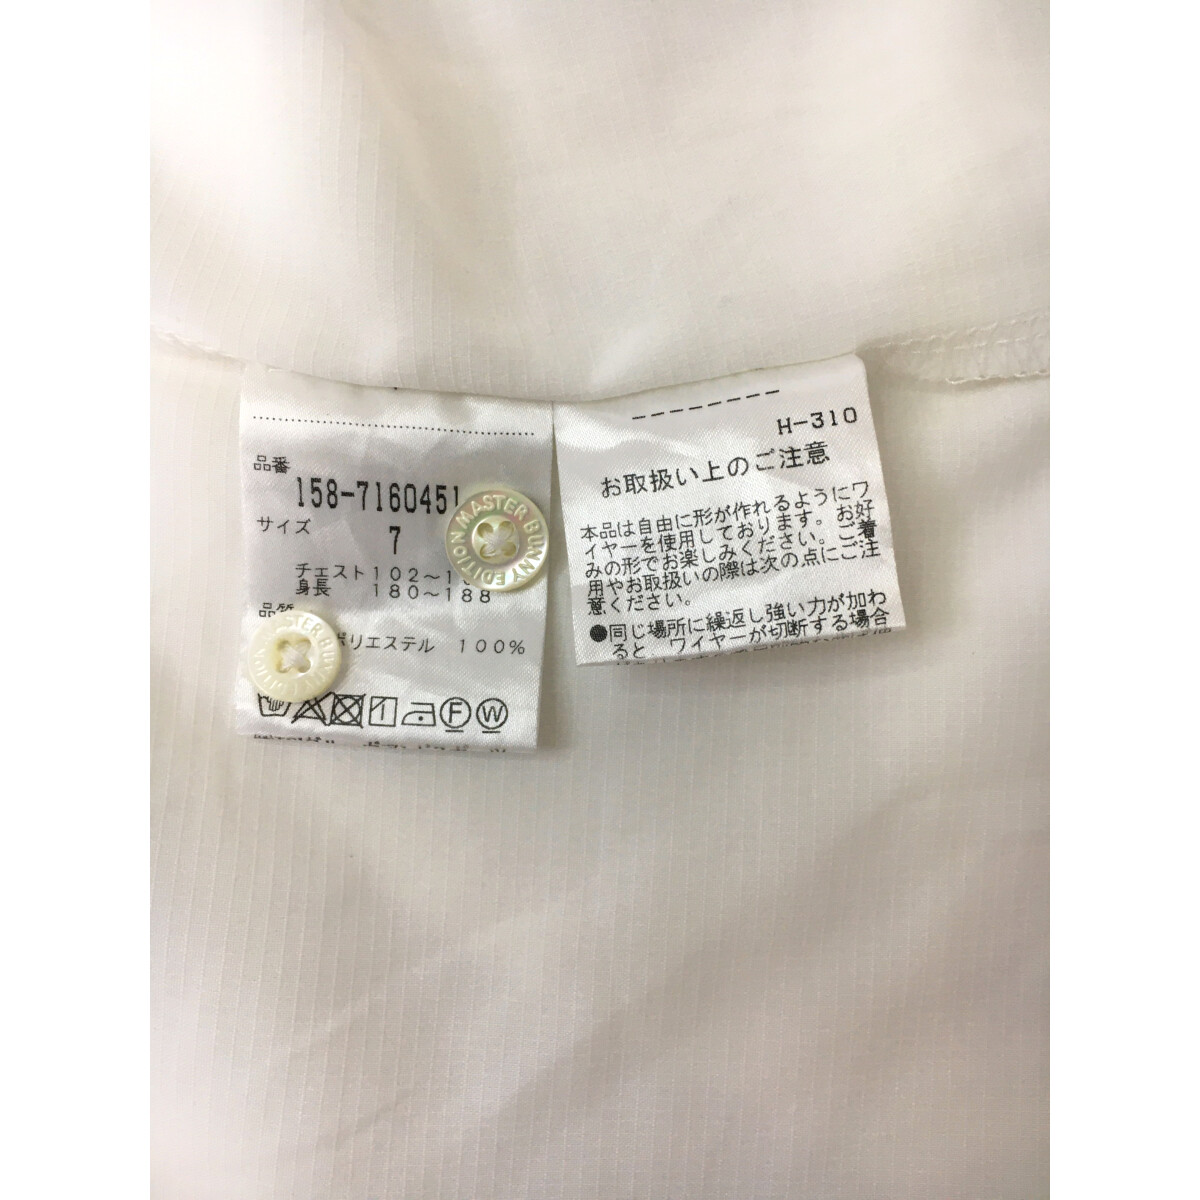 品番
158-7160451
サイズ
7
チェスト 102~1
身長 180~188
品質
ポリエステル 100%
F W
MASTER BUNNY EDITION
MASTER BUNNY EDITION
H-310
お取扱い上のご注意
本品は自由に形が作れるようにワ
イヤーを使用しております。お好
みの形でお楽しみください。ご着
用やお取扱いの際は次の点にご注
意ください。
●同じ場所に繰返し強い力が加わ
ると、ワイヤーが切断する場合